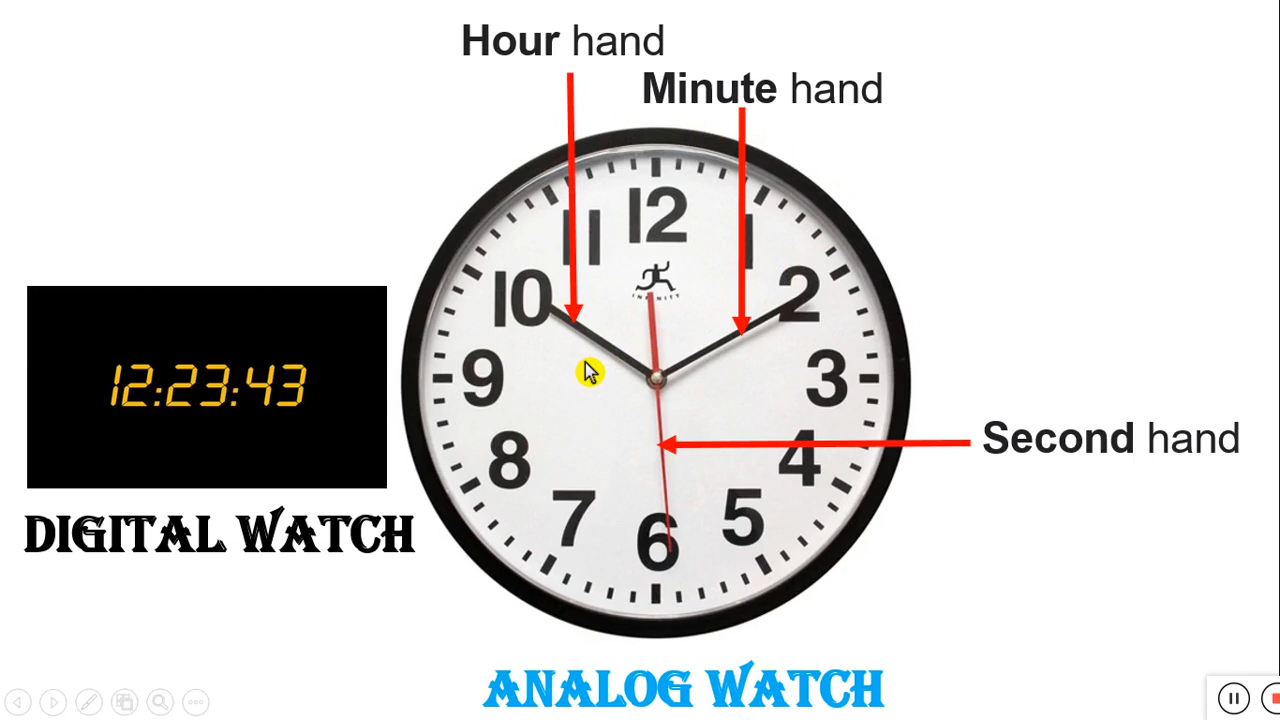 Hour hand
Minute hand
12
11
1
INFINITY
10
2
9
3
8
4
7
5
6
12:23:43
Second hand
DIGITAL WATCH
ANALOG WATCH